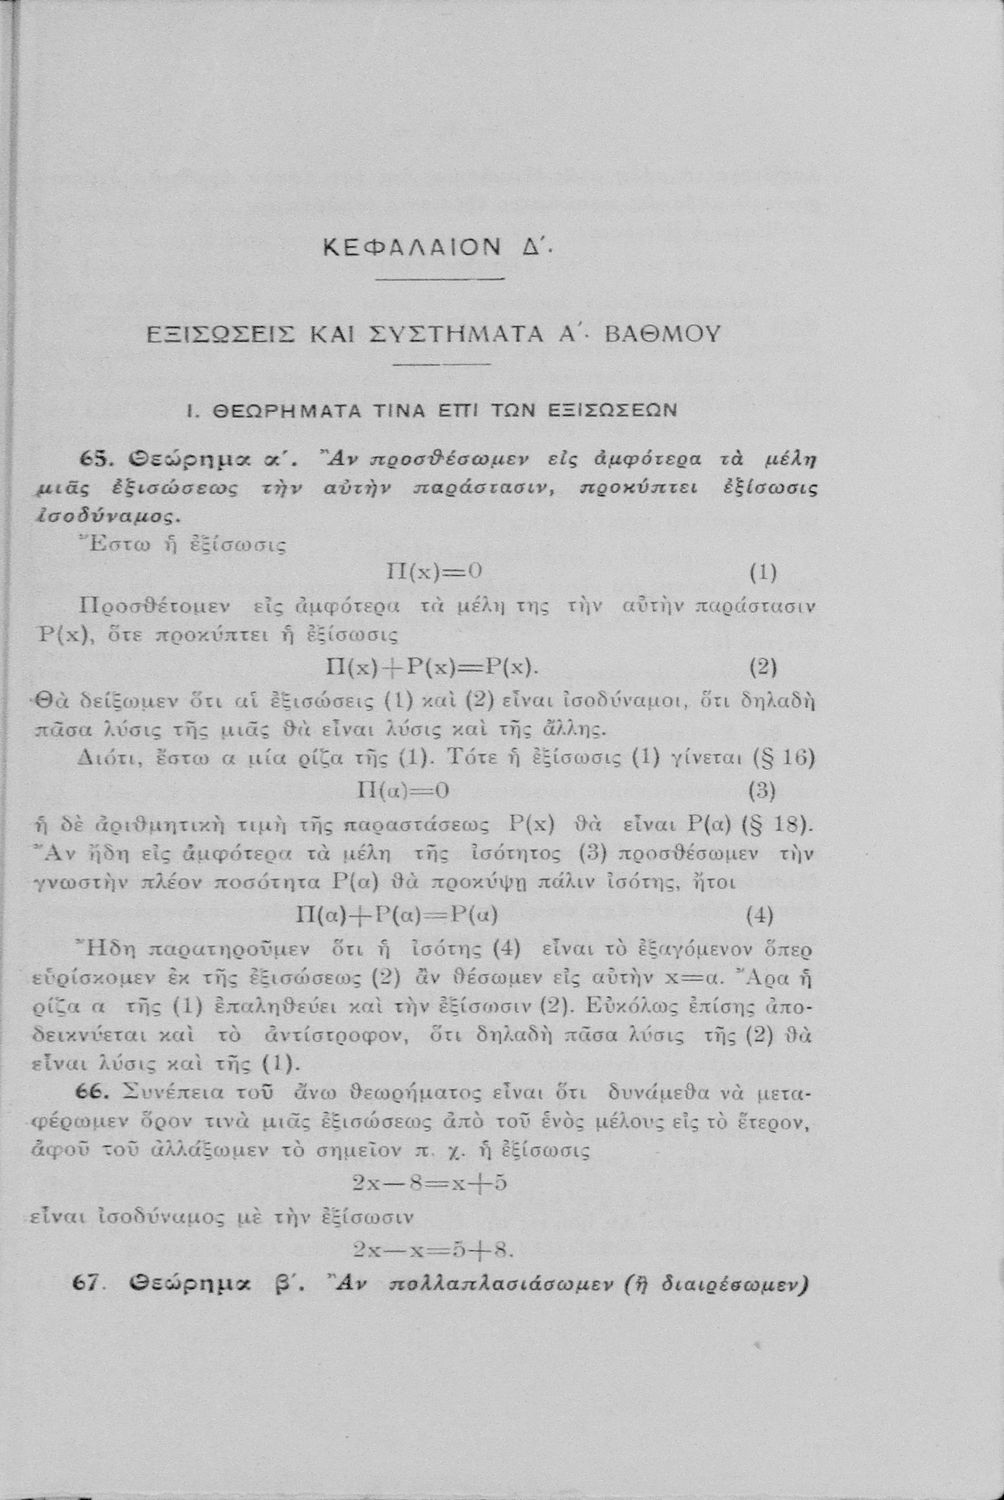 ΚΕΦΑΛΑΙΟΝ Δ΄.
ΕΞΙΣΩΣΕΙΣ ΚΑΙ ΣΥΣΤΗΜΑΤΑ Α΄. ΒΑΘΜΟΥ
Ι. ΘΕΩΡΗΜΑΤΑ ΤΙΝΑ ΕΠΙ ΤΩΝ ΕΞΙΣΩΣΕΩΝ
65. Θεώρημα α΄. Ἂν προσθέσωμεν εἰς ἀμφότερα τὰ μέλη
μιᾶς ἐξισώσεως τὴν αὐτὴν παράστασιν, προκύπτει ἐξίσωσις
ἰσοδύναμος.
Ἔστω ἡ ἐξίσωσις
Π(x)=0 (1)
Προσθέτομεν εἰς ἀμφότερα τὰ μέλη της τὴν αὐτὴν παράστασιν
P(x), ὅτε προκύπτει ἡ ἐξίσωσις
Π(x)+P(x)=P(x). (2)
Θὰ δείξωμεν ὅτι αἱ ἐξισώσεις (1) καὶ (2) εἶναι ἰσοδύναμοι, ὅτι δηλαδὴ
πᾶσα λύσις τῆς μιᾶς θὰ εἶναι λύσις καὶ τῆς ἄλλης.
Διότι, ἔστω α μία ρίζα τῆς (1). Τότε ἡ ἐξίσωσις (1) γίνεται (§ 16)
Π(α)=0 (3)
ἡ δὲ ἀριθμητικὴ τιμὴ τῆς παραστάσεως P(x) θὰ εἶναι P(α) (§ 18).
Ἂν ἤδη εἰς ἀμφότερα τὰ μέλη τῆς ἰσότητος (3) προσθέσωμεν τὴν
γνωστὴν πλέον ποσότητα P(α) θὰ προκύψῃ πάλιν ἰσότης, ἤτοι
Π(α)+P(α)=P(α) (4)
Ἤδη παρατηροῦμεν ὅτι ἡ ἰσότης (4) εἶναι τὸ ἐξαγόμενον ὅπερ
εὑρίσκομεν ἐκ τῆς ἐξισώσεως (2) ἂν θέσωμεν εἰς αὐτὴν x=α. Ἄρα ἡ
ρίζα α τῆς (1) ἐπαληθεύει καὶ τὴν ἐξίσωσιν (2). Εὐκόλως ἐπίσης ἀπο-
δεικνύεται καὶ τὸ ἀντίστροφον, ὅτι δηλαδὴ πᾶσα λύσις τῆς (2) θὰ
εἶναι λύσις καὶ τῆς (1).
66. Συνέπεια τοῦ ἄνω θεωρήματος εἶναι ὅτι δυνάμεθα νὰ μετα-
φέρωμεν ὅρον τινὰ μιᾶς ἐξισώσεως ἀπὸ τοῦ ἑνὸς μέλους εἰς τὸ ἕτερον,
ἀφοῦ τοῦ ἀλλάξωμεν τὸ σημεῖον π. χ. ἡ ἐξίσωσις
2x—8=x+5
εἶναι ἰσοδύναμος μὲ τὴν ἐξίσωσιν
2x—x=5+8.
67. Θεώρημα β΄. Ἂν πολλαπλασιάσωμεν (ἢ διαιρέσωμεν)